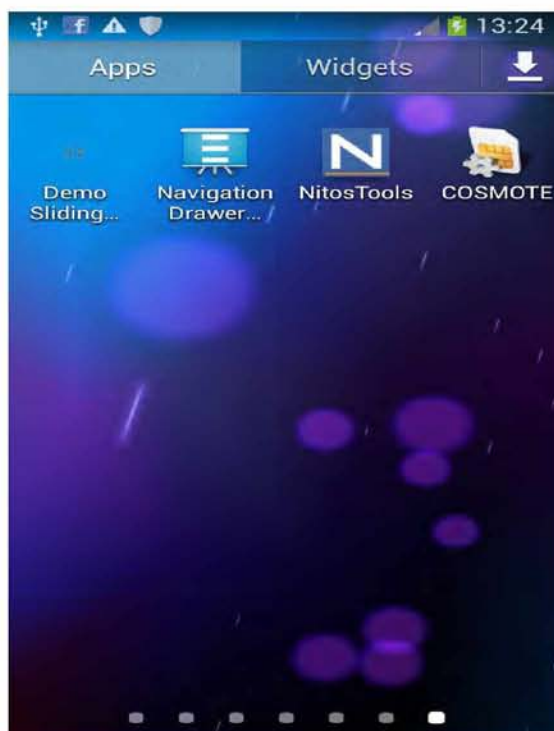 13:24
Apps
Widgets
Demo Sliding...
Navigation Drawer...
N
NitosTools
COSMOTE